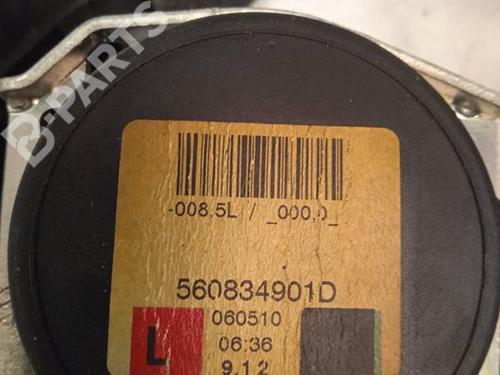 B-PARTS
-008,5L / _000,0_
560834901D
060510
L
06:36
9.1 2